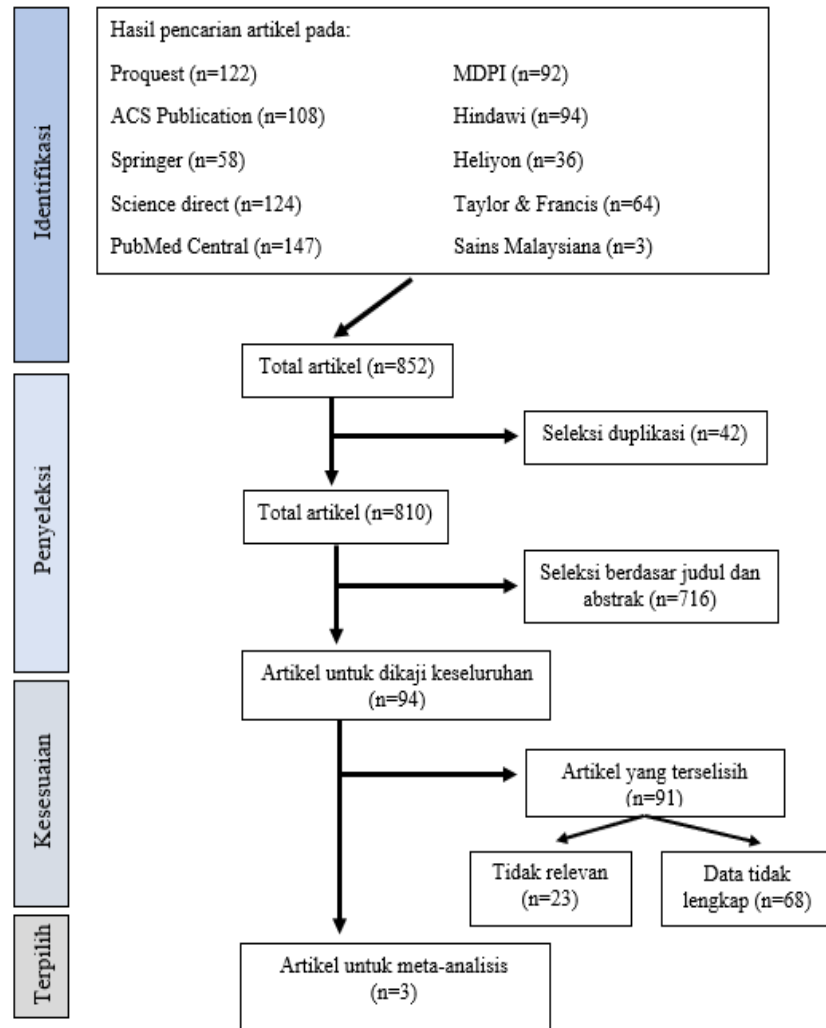 Identifikasi
Hasil pencarian artikel pada:
Proquest (n=122)
MDPI (n=92)
ACS Publication (n=108)
Hindawi (n=94)
Springer (n=58)
Heliyon (n=36)
Science direct (n=124)
Taylor & Francis (n=64)
PubMed Central (n=147)
Sains Malaysiana (n=3)
Total artikel (n=852)
Penyeleksi
Seleksi duplikasi (n=42)
Total artikel (n=810)
Seleksi berdasar judul dan
abstrak (n=716)
Artikel untuk dikaji keseluruhan
(n=94)
Kesesuaian
Artikel yang terselisih
(n=91)
Tidak relevan
(n=23)
Data tidak
lengkap (n=68)
Terpilih
Artikel untuk meta-analisis
(n=3)